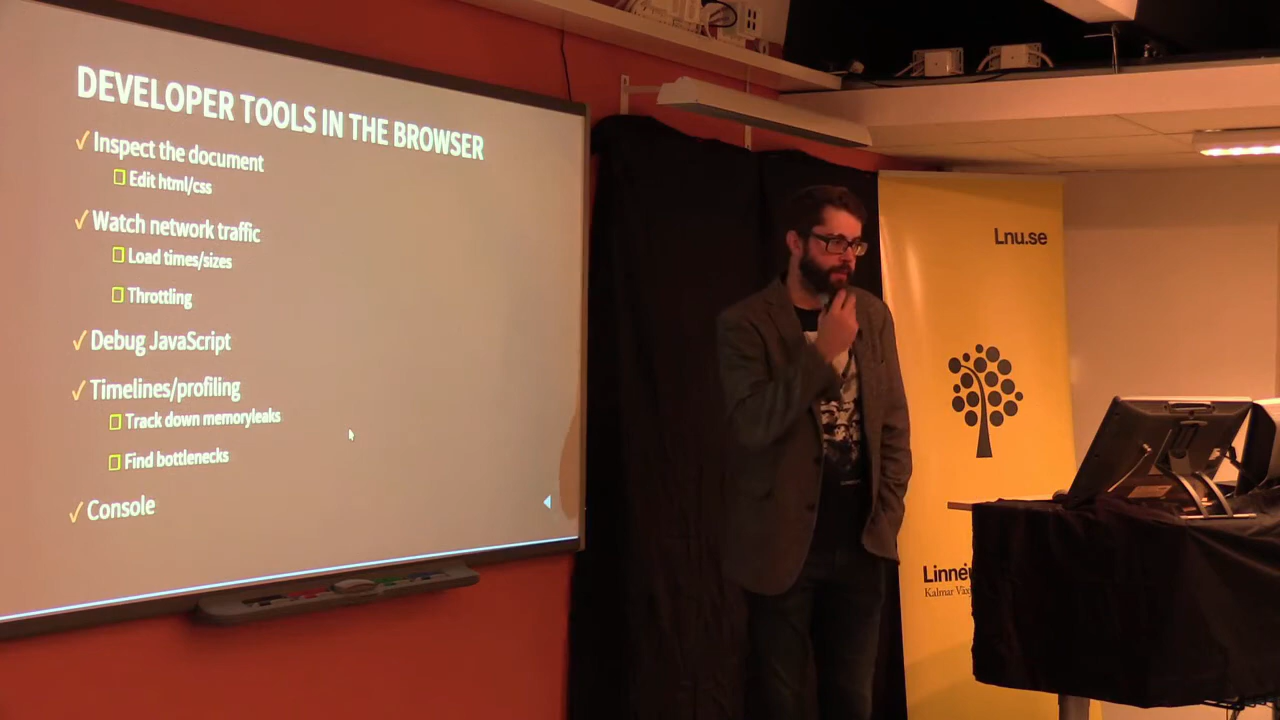 DEVELOPER TOOLS IN THE BROWSER
✓ Inspect the document
Edit html/css
✓ Watch network traffic
Load times/sizes
Throttling
✓ Debug JavaScript
✓ Timelines/profiling
Track down memoryleaks
Find bottlenecks
✓ Console
Lnu.se
Kalmar